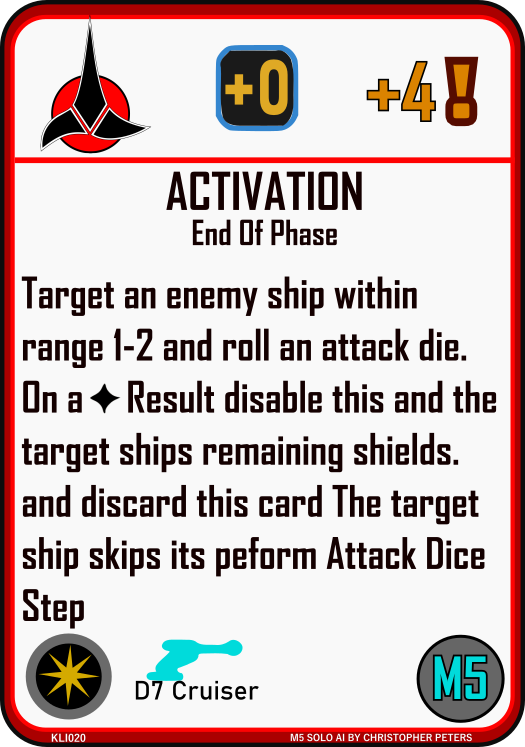 +0
+4!
ACTIVATION
End Of Phase
Target an enemy ship within
range 1-2 and roll an attack die.
On a ✦ Result disable this and the
target ships remaining shields.
and discard this card The target
ship skips its peform Attack Dice
Step
D7 Cruiser
M5
KLI020
M5 SOLO AI BY CHRISTOPHER PETERS